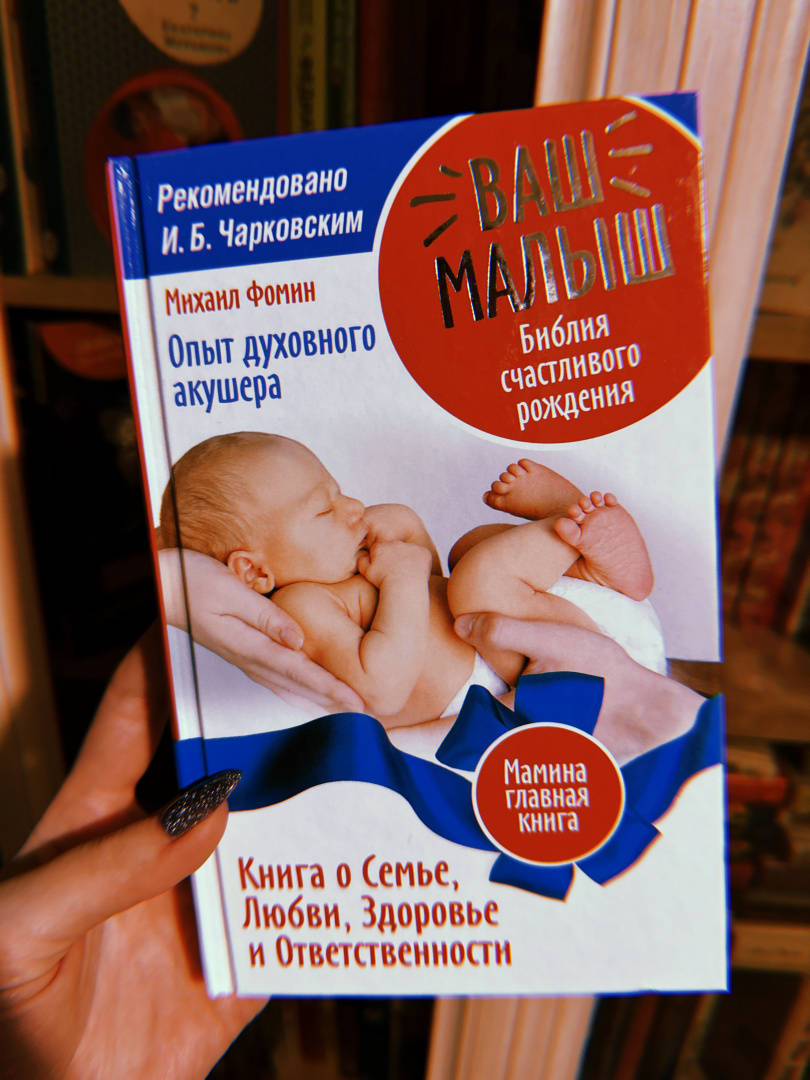 Рекомендовано
И. Б. Чарковским
Михаил Фомин
Опыт духовного
акушера
ВАШ
МАЛЫШ
Библия
счастливого
рождения
Мамина
главная
книга
Книга о Семье,
Любви, Здоровье
и Ответственности